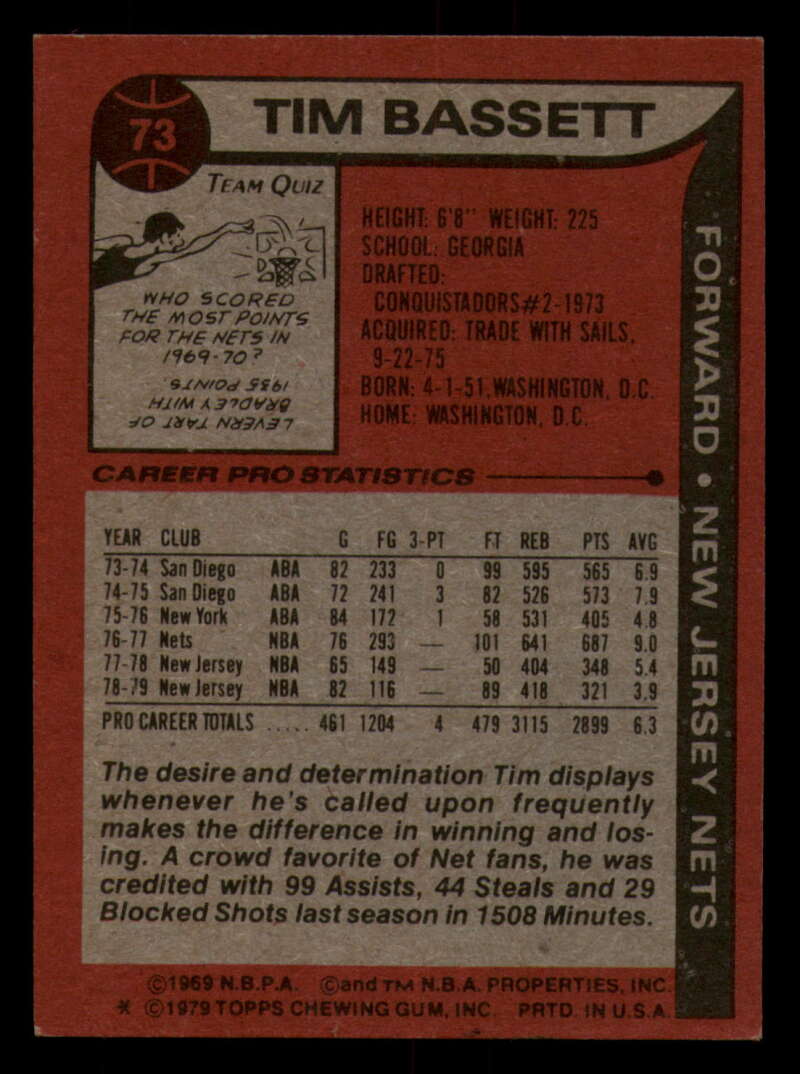 73
TIM BASSETT
TEAM QUIZ
WHO SCORED
THE MOST POINTS
FOR THE NETS IN
1969-70?
LEVERN TART OF
BRADLEY WITH
1955 POINTS.
HEIGHT: 6'8" WEIGHT: 225
SCHOOL: GEORGIA
DRAFTED:
CONQUISTADORS#2-1973
ACQUIRED: TRADE WITH SAILS,
9-22-75
BORN: 4-1-51, WASHINGTON, D.C.
HOME: WASHINGTON, D.C.
FORWARD • NEW JERSEY NETS
CAREER PRO STATISTICS
YEAR CLUB G FG 3-PT FT REB PTS AVG
73-74 San Diego ABA 82 233 0 99 595 565 6.9
74-75 San Diego ABA 72 241 3 82 526 573 7.9
75-76 New York ABA 84 172 1 58 531 405 4.8
76-77 Nets NBA 76 293 — 101 641 687 9.0
77-78 New Jersey NBA 65 149 — 50 404 348 5.4
78-79 New Jersey NBA 82 116 — 89 418 321 3.9
PRO CAREER TOTALS ..... 461 1204 4 479 3115 2899 6.3
The desire and determination Tim displays
whenever he's called upon frequently
makes the difference in winning and los-
ing. A crowd favorite of Net fans, he was
credited with 99 Assists, 44 Steals and 29
Blocked Shots last season in 1508 Minutes.
©1969 N.B.P.A. ©and TM N.B.A. PROPERTIES, INC.
* ©1979 TOPPS CHEWING GUM, INC. PRTD. IN U.S.A.